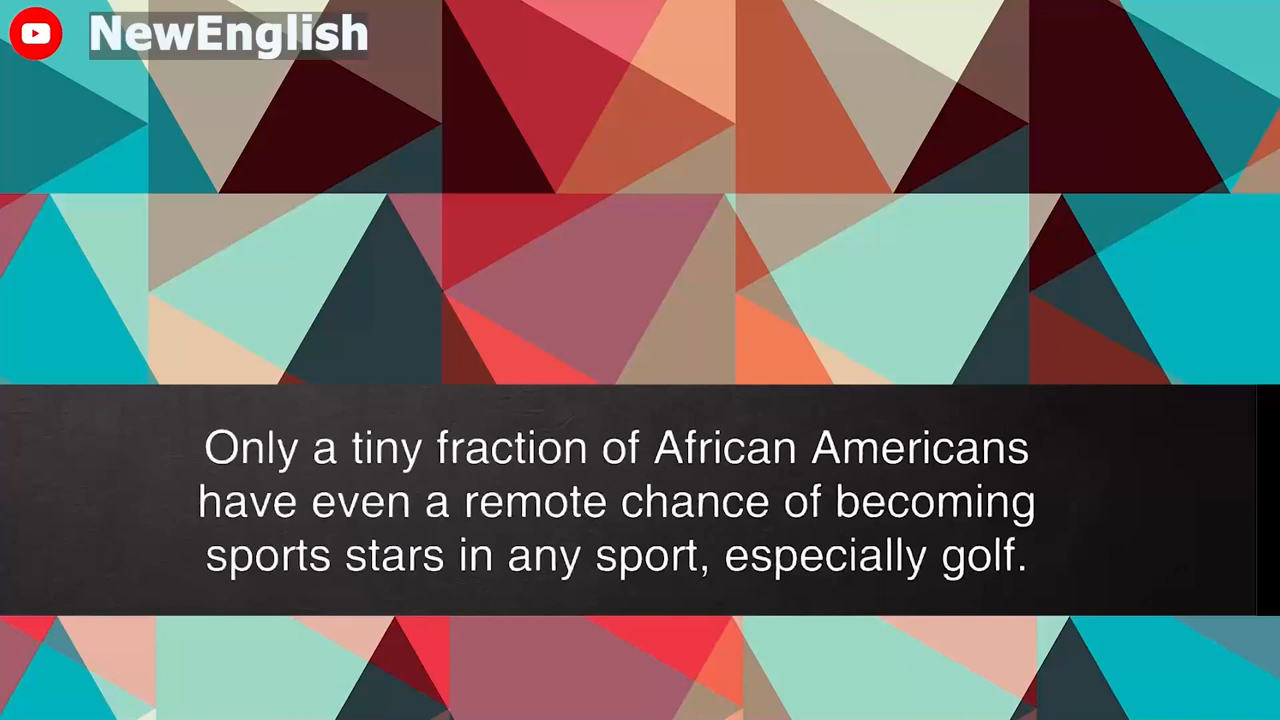 NewEnglish
Only a tiny fraction of African Americans
have even a remote chance of becoming
sports stars in any sport, especially golf.